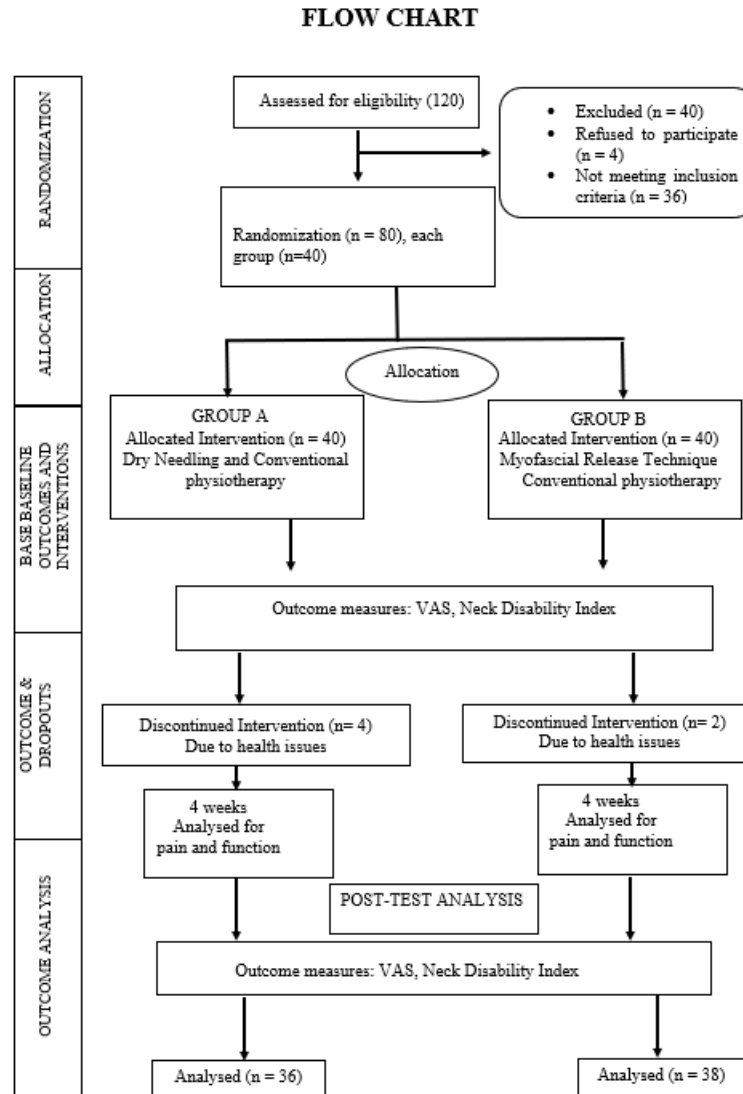 FLOW CHART
RANDOMIZATION
Assessed for eligibility (120)
• Excluded (n = 40)
• Refused to participate
(n = 4)
• Not meeting inclusion
criteria (n = 36)
Randomization (n = 80), each
group (n=40)
ALLOCATION
Allocation
BASE BASELINE
OUTCOMES AND
INTERVENTIONS
GROUP A
Allocated Intervention (n = 40)
Dry Needling and Conventional
physiotherapy
GROUP B
Allocated Intervention (n = 40)
Myofascial Release Technique
Conventional physiotherapy
Outcome measures: VAS, Neck Disability Index
OUTCOME &
DROPOUTS
Discontinued Intervention (n= 4)
Due to health issues
Discontinued Intervention (n= 2)
Due to health issues
4 weeks
Analysed for
pain and function
4 weeks
Analysed for
pain and function
OUTCOME ANALYSIS
POST-TEST ANALYSIS
Outcome measures: VAS, Neck Disability Index
Analysed (n = 36)
Analysed (n = 38)